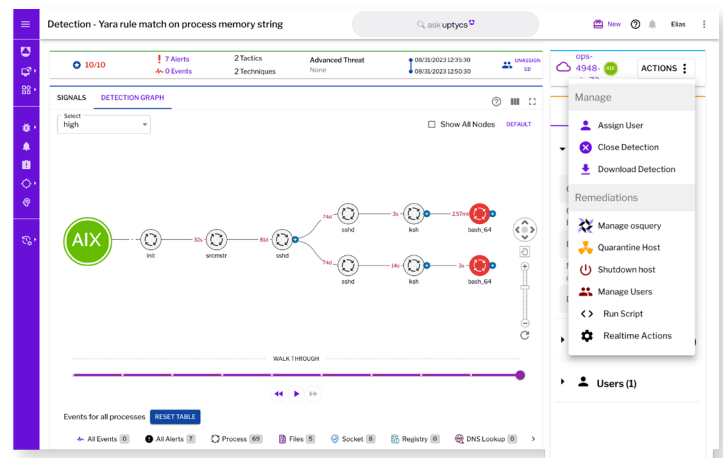 Detection - Yara rule match on process memory string
ask uptycs
New
Elias
10/10
7 Alerts
0 Events
2 Tactics
2 Techniques
Advanced Threat
None
08/31/2023 12:35:30
08/31/2023 12:50:30
UNASSIGN
ED
ops-
4948-
AIX
ACTIONS
SIGNALS
DETECTION GRAPH
Select
high
Show All Nodes
DEFAULT
AIX
32s
81d
74d
3s
2.57mn
74d
14s
3s
init
srcmstr
sshd
sshd
ksh
bash_64
sshd
ksh
bash_64
WALK THROUGH
Events for all processes
RESET TABLE
All Events 0
All Alerts 7
Process 69
Files 5
Socket 8
Registry 0
DNS Lookup 0
Manage
Assign User
Close Detection
Download Detection
Remediations
Manage osquery
Quarantine Host
Shutdown host
Manage Users
Run Script
Realtime Actions
Users (1)